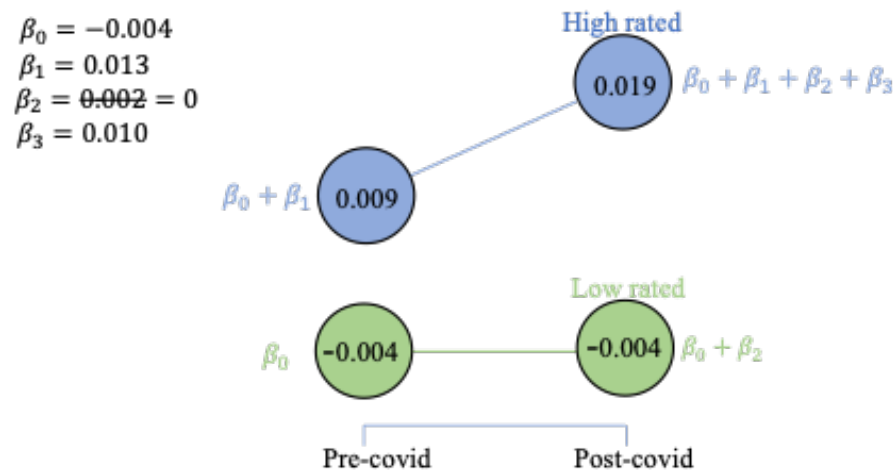 β₀ = −0.004
β₁ = 0.013
β₂ = 0.002 = 0
β₃ = 0.010
High rated
0.019 β₀ + β₁ + β₂ + β₃
β₀ + β₁ 0.009
Low rated
β₀ -0.004 -0.004 β₀ + β₂
Pre-covid Post-covid